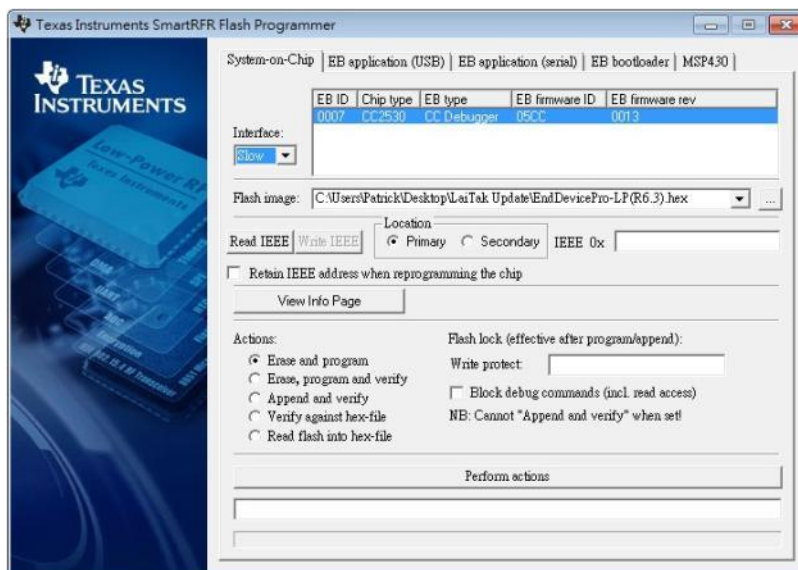 Texas Instruments SmartRFR Flash Programmer
TEXAS INSTRUMENTS
Low-Power RF
Texas Instruments
System-on-Chip EB application (USB) EB application (serial) EB bootloader MSP430
EB ID Chip type EB type EB firmware ID EB firmware rev
0007 CC2530 CC Debugger 05CC 0013
Interface:
Slow
Flash image: C:\Users\Patrick\Desktop\LaiTak Update\EndDevicePro-LP(R6.3).hex ...
Location
Read IEEE Write IEEE Primary Secondary IEEE 0x
Retain IEEE address when reprogramming the chip
View Info Page
Actions: Flash lock (effective after program/append):
Erase and program Write protect:
Erase, program and verify
Append and verify Block debug commands (incl. read access)
Verify against hex-file NB: Cannot "Append and verify" when set!
Read flash into hex-file
Perform actions